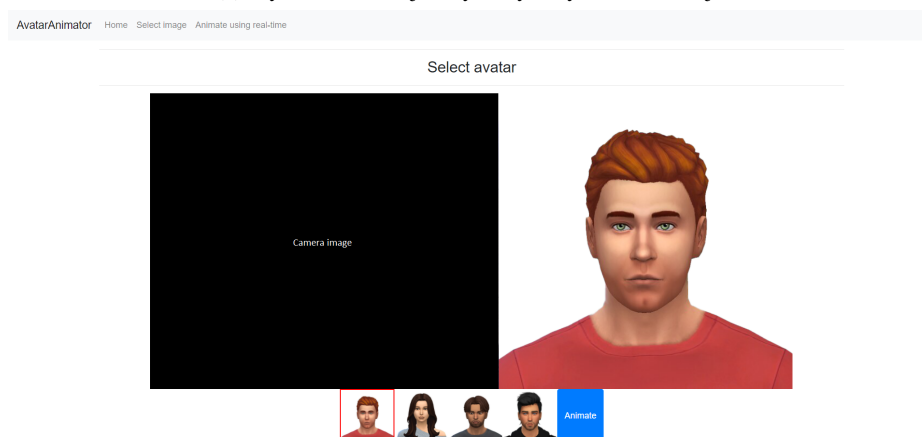 AvatarAnimator Home Select image Animate using real-time
Select avatar
Camera image
Animate